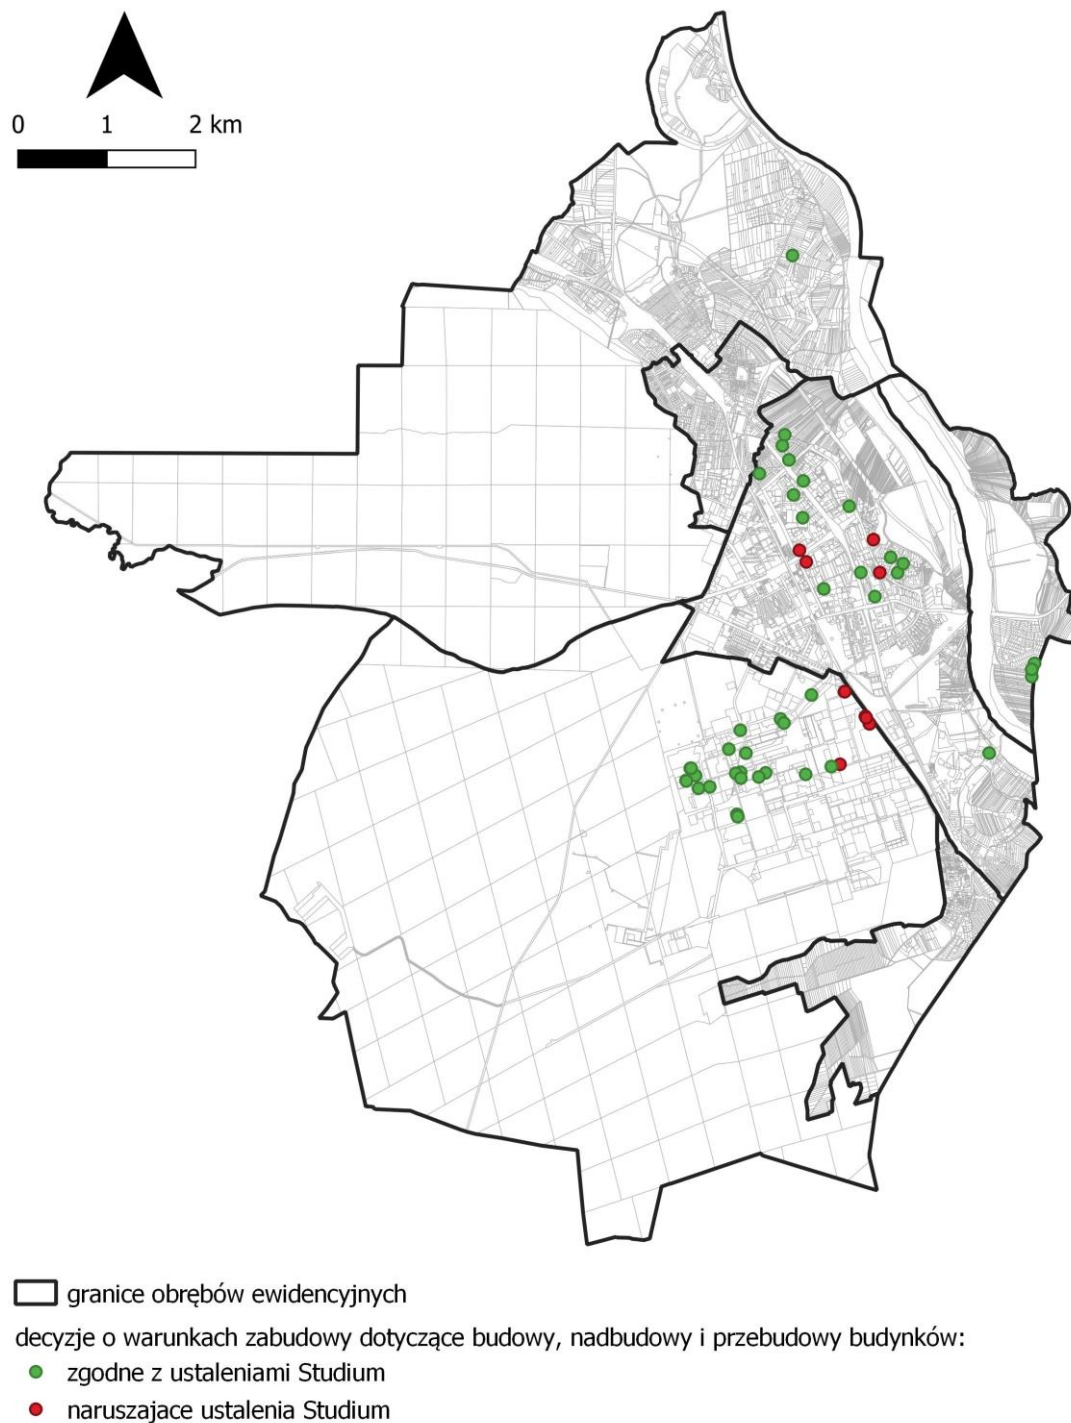 0 1 2 km
granice obrębów ewidencyjnych
decyzje o warunkach zabudowy dotyczące budowy, nadbudowy i przebudowy budynków:
zgodne z ustaleniami Studium
naruszajace ustalenia Studium